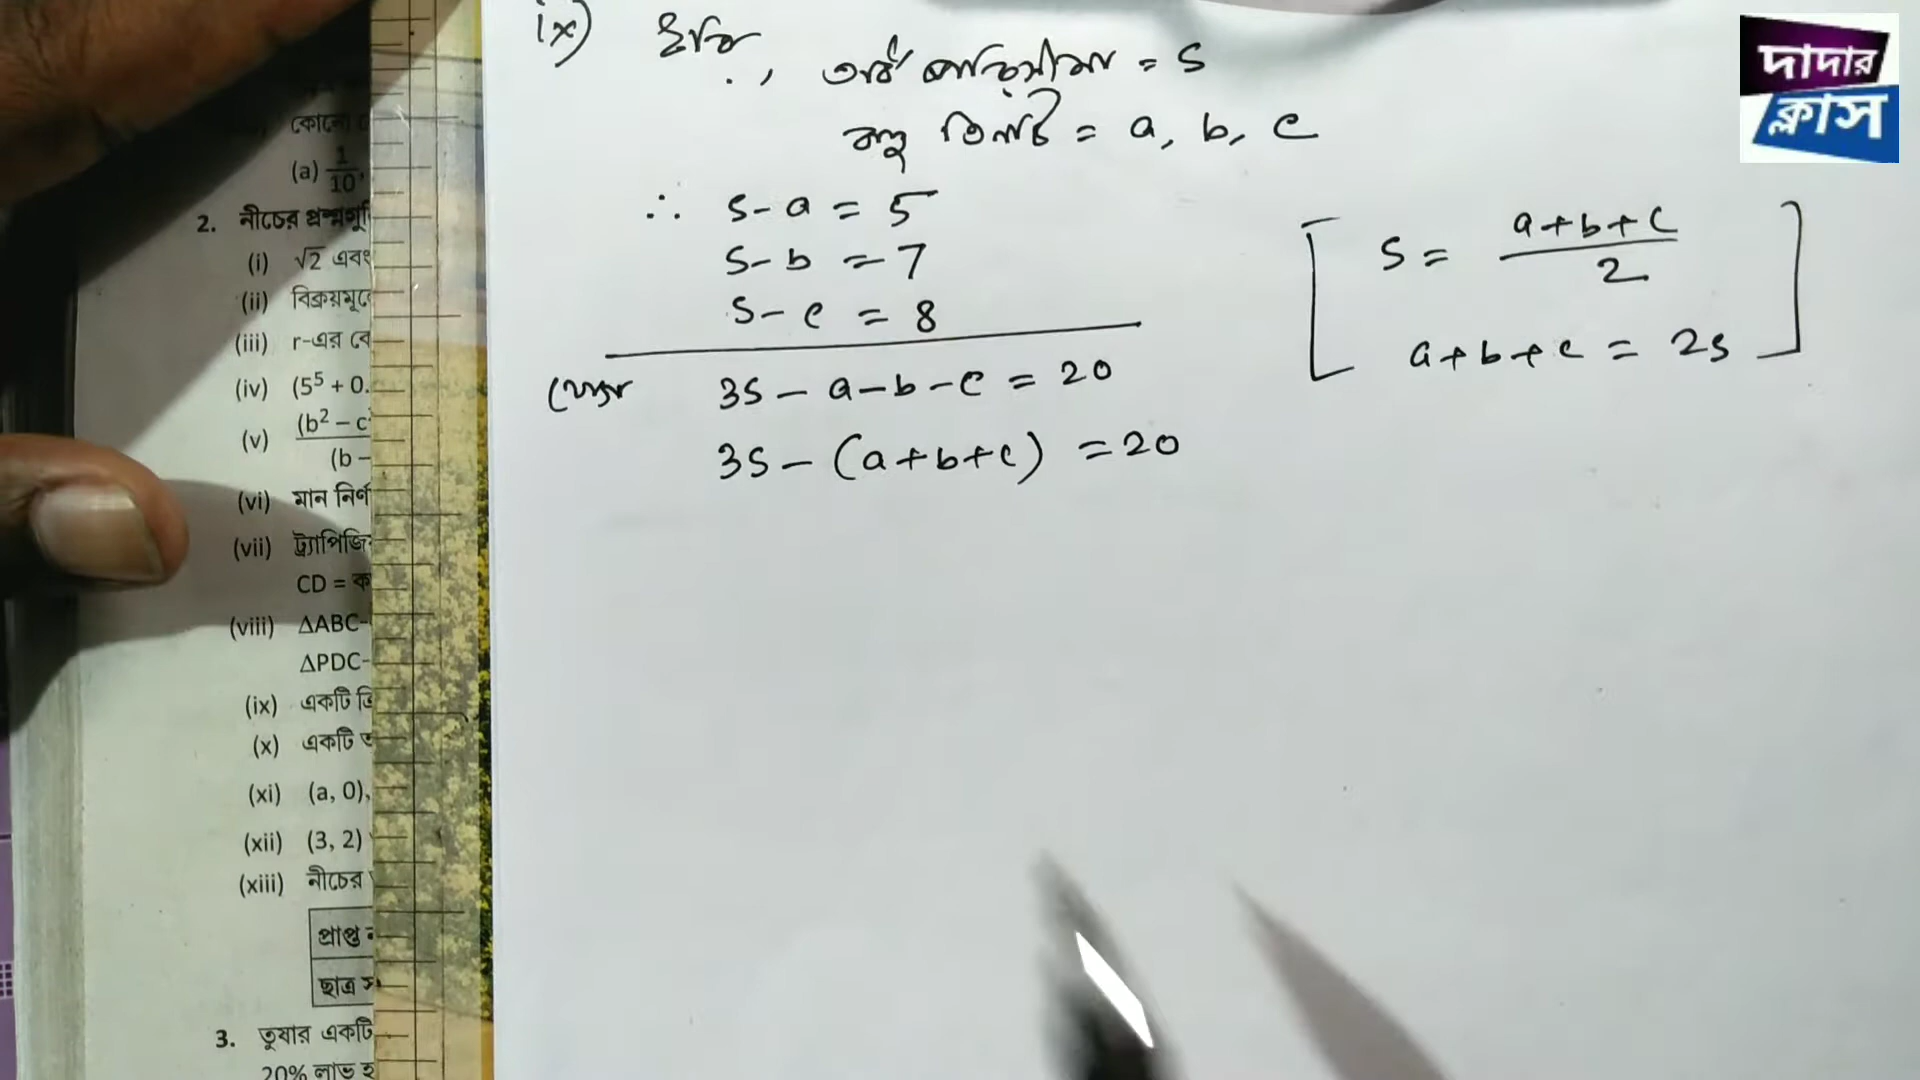 কোনো
(a) 1/10,
2. নীচের প্রশ্নগুলি
(i) √2 এবং
(ii) বিক্রয়মূল্যে
(iii) r-এর
(iv) (5⁵ + 0.
(v) (b² – c²
(b –
(vi) মান নির্ণ
(vii) ট্র্যাপিজি
CD = ক
(viii) ΔABC-
ΔPDC-
(ix) একটি ত্রি
(x) একটি
(xi) (a, 0),
(xii) (3, 2)
(xiii) নীচের
প্রাপ্ত ন
ছাত্র স
3. তুষার একটি
20% লাভ হ
ix) ধরি, অর্ধ পরিসীমা = S
বাহু তিনটি = a, b, c
∴ S - a = 5
S - b = 7
S - c = 8
যোগ 3S - a - b - c = 20
3S - (a + b + c) = 20
S = (a + b + c)/2
a + b + c = 2S
দাদার
ক্লাস